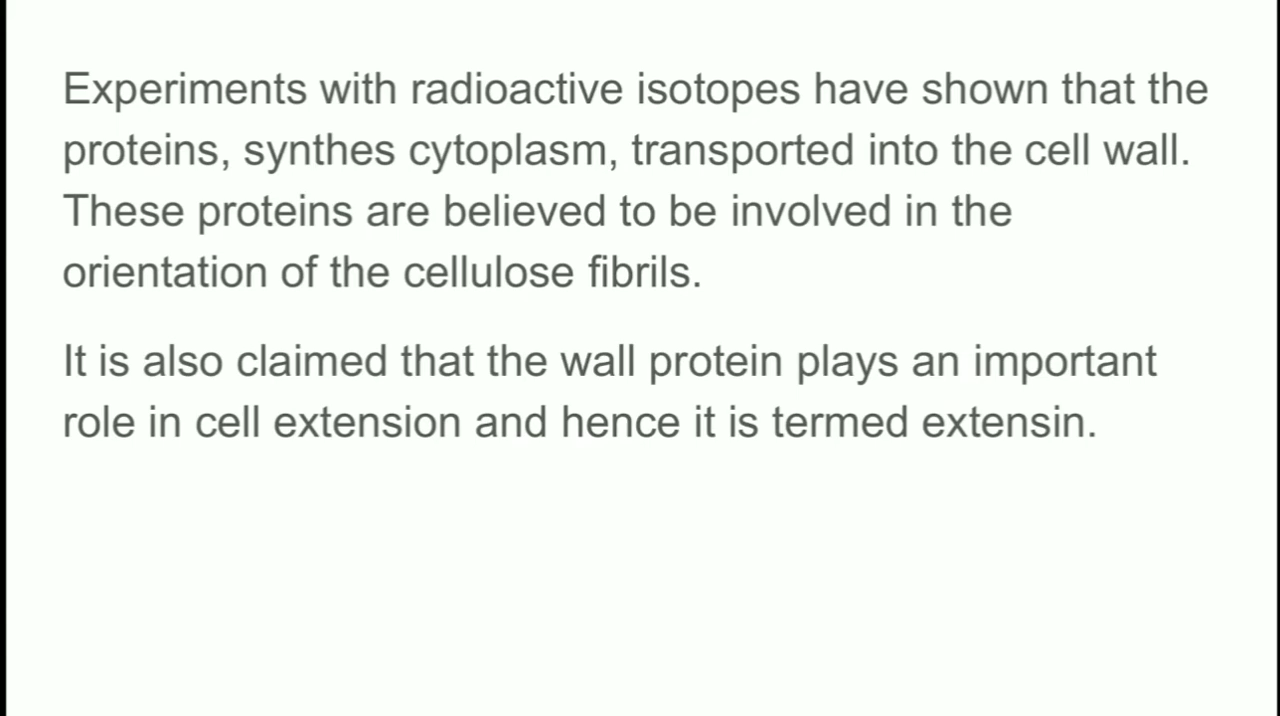 Experiments with radioactive isotopes have shown that the
proteins, synthes cytoplasm, transported into the cell wall.
These proteins are believed to be involved in the
orientation of the cellulose fibrils.
It is also claimed that the wall protein plays an important
role in cell extension and hence it is termed extensin.